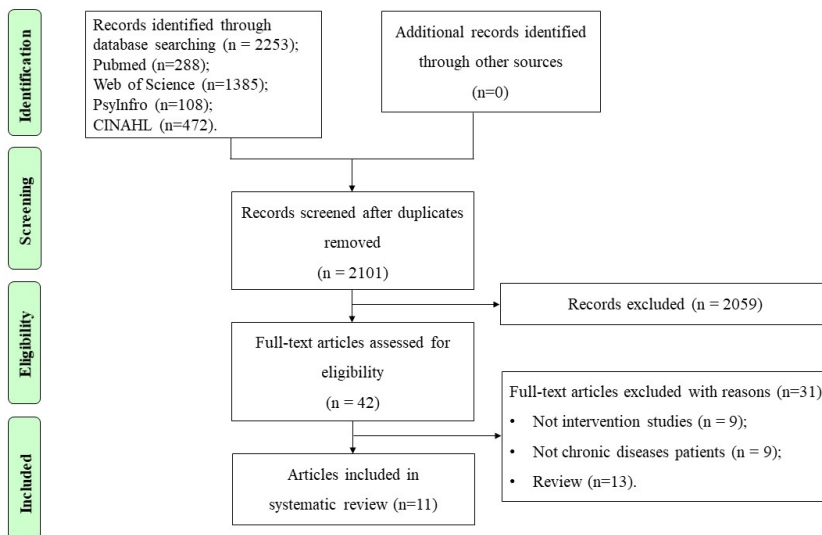 Identification
Records identified through
database searching (n = 2253);
Pubmed (n=288);
Web of Science (n=1385);
PsyInfro (n=108);
CINAHL (n=472).
Additional records identified
through other sources
(n=0)
Screening
Records screened after duplicates
removed
(n = 2101)
Records excluded (n = 2059)
Eligibility
Full-text articles assessed for
eligibility
(n = 42)
Full-text articles excluded with reasons (n=31)
• Not intervention studies (n = 9);
• Not chronic diseases patients (n = 9);
• Review (n=13).
Included
Articles included in
systematic review (n=11)